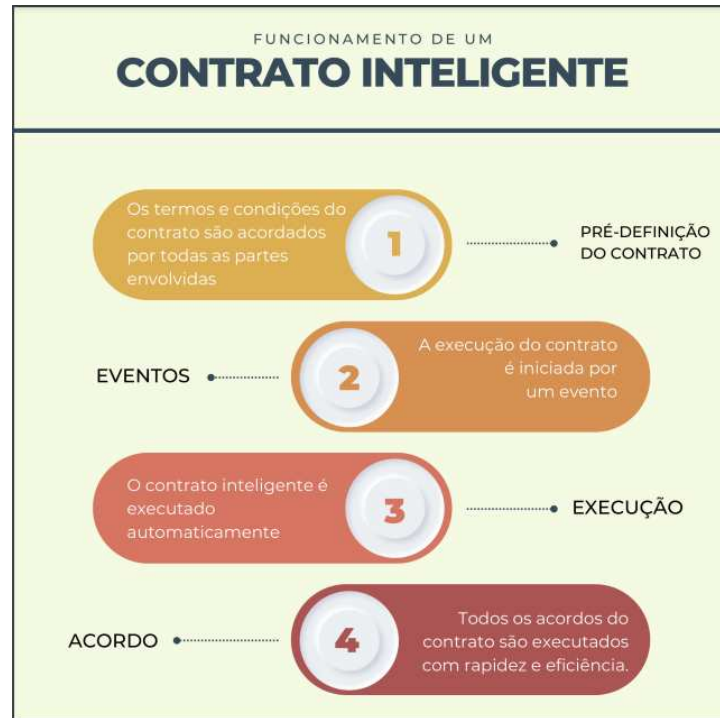 FUNCIONAMENTO DE UM
CONTRATO INTELIGENTE
Os termos e condições do
contrato são acordados
por todas as partes
envolvidas
1
PRÉ-DEFINIÇÃO
DO CONTRATO
EVENTOS
2
A execução do contrato
é iniciada por
um evento
O contrato inteligente é
executado
automaticamente
3
EXECUÇÃO
ACORDO
4
Todos os acordos do
contrato são executados
com rapidez e eficiência.